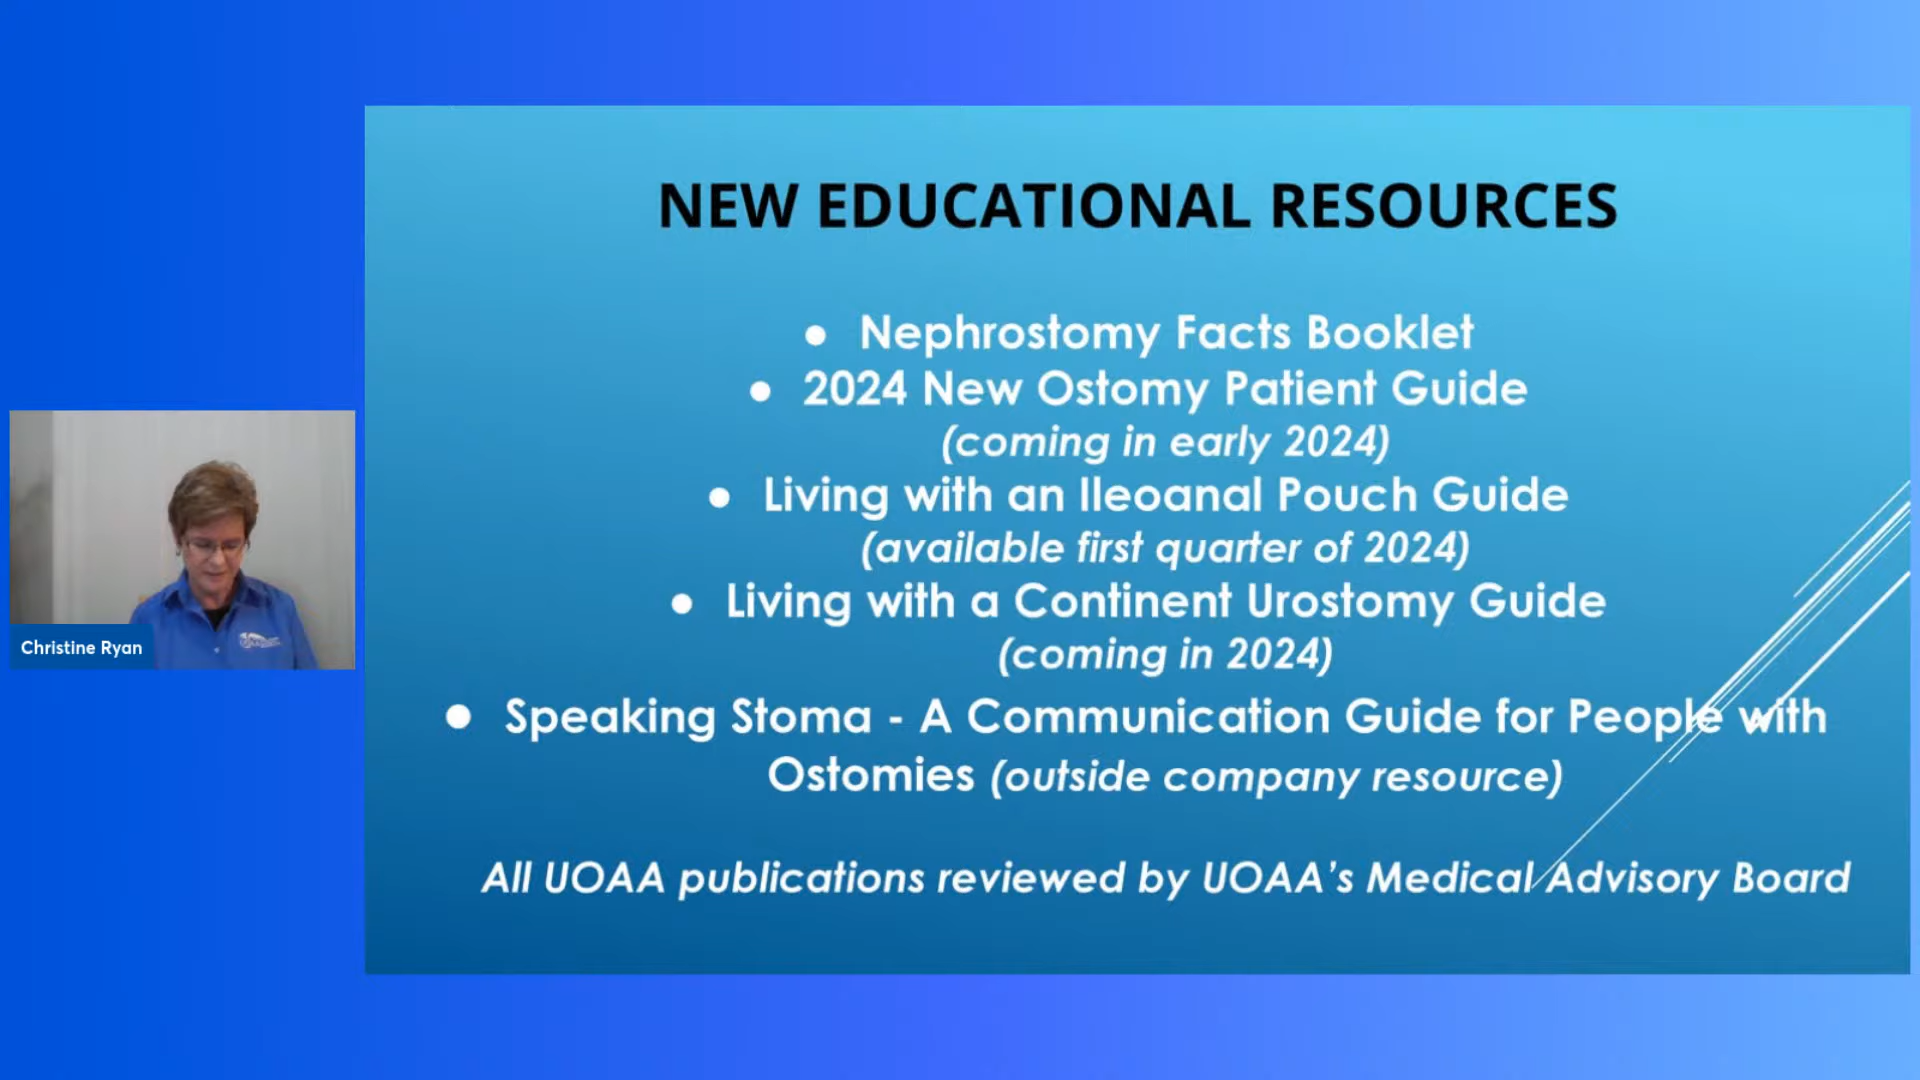 NEW EDUCATIONAL RESOURCES
● Nephrostomy Facts Booklet
● 2024 New Ostomy Patient Guide
(coming in early 2024)
● Living with an Ileoanal Pouch Guide
(available first quarter of 2024)
● Living with a Continent Urostomy Guide
(coming in 2024)
● Speaking Stoma - A Communication Guide for People with
Ostomies (outside company resource)
All UOAA publications reviewed by UOAA's Medical Advisory Board
Christine Ryan